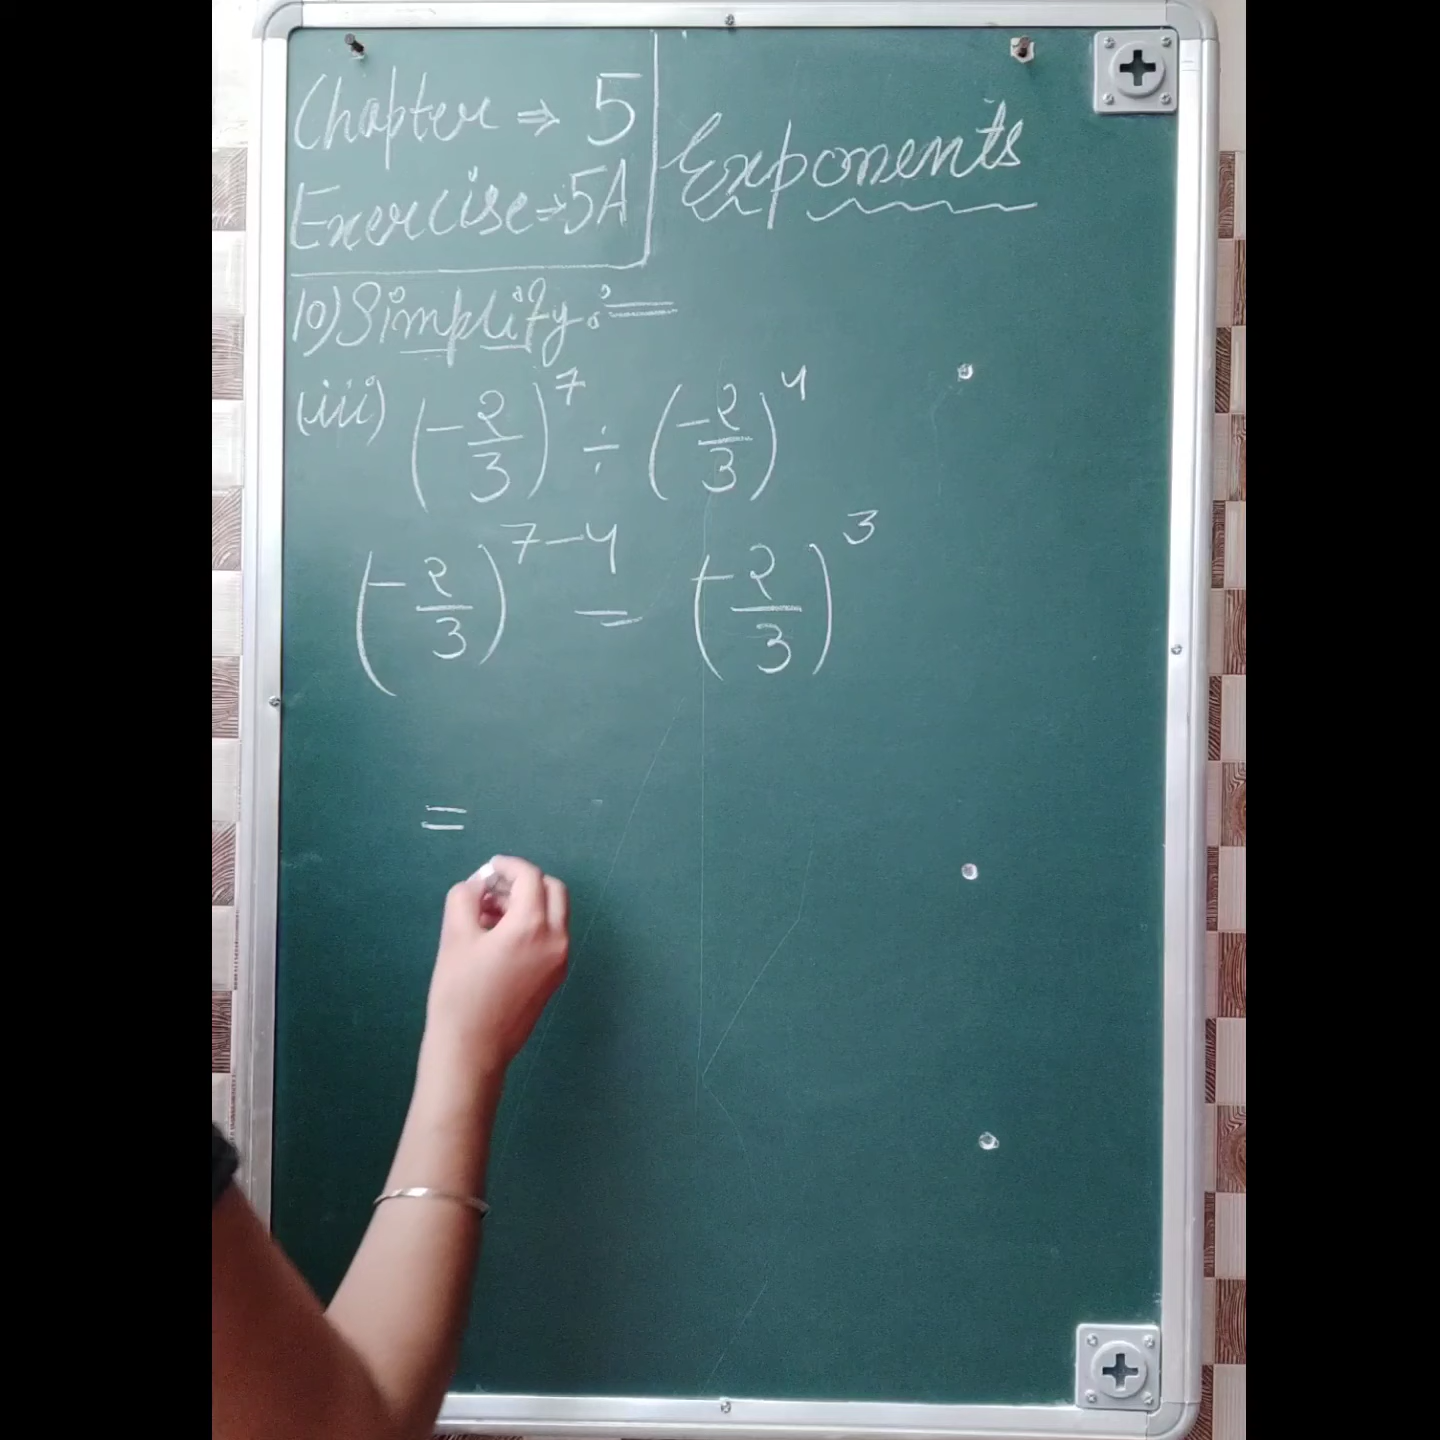 Chapter ⇒ 5
Exercise → 5A
Exponents
10) Simplify :=
(iii) (-2/3)^7 ÷ (-2/3)^4
(-2/3)^7-4 = (-2/3)^3
=